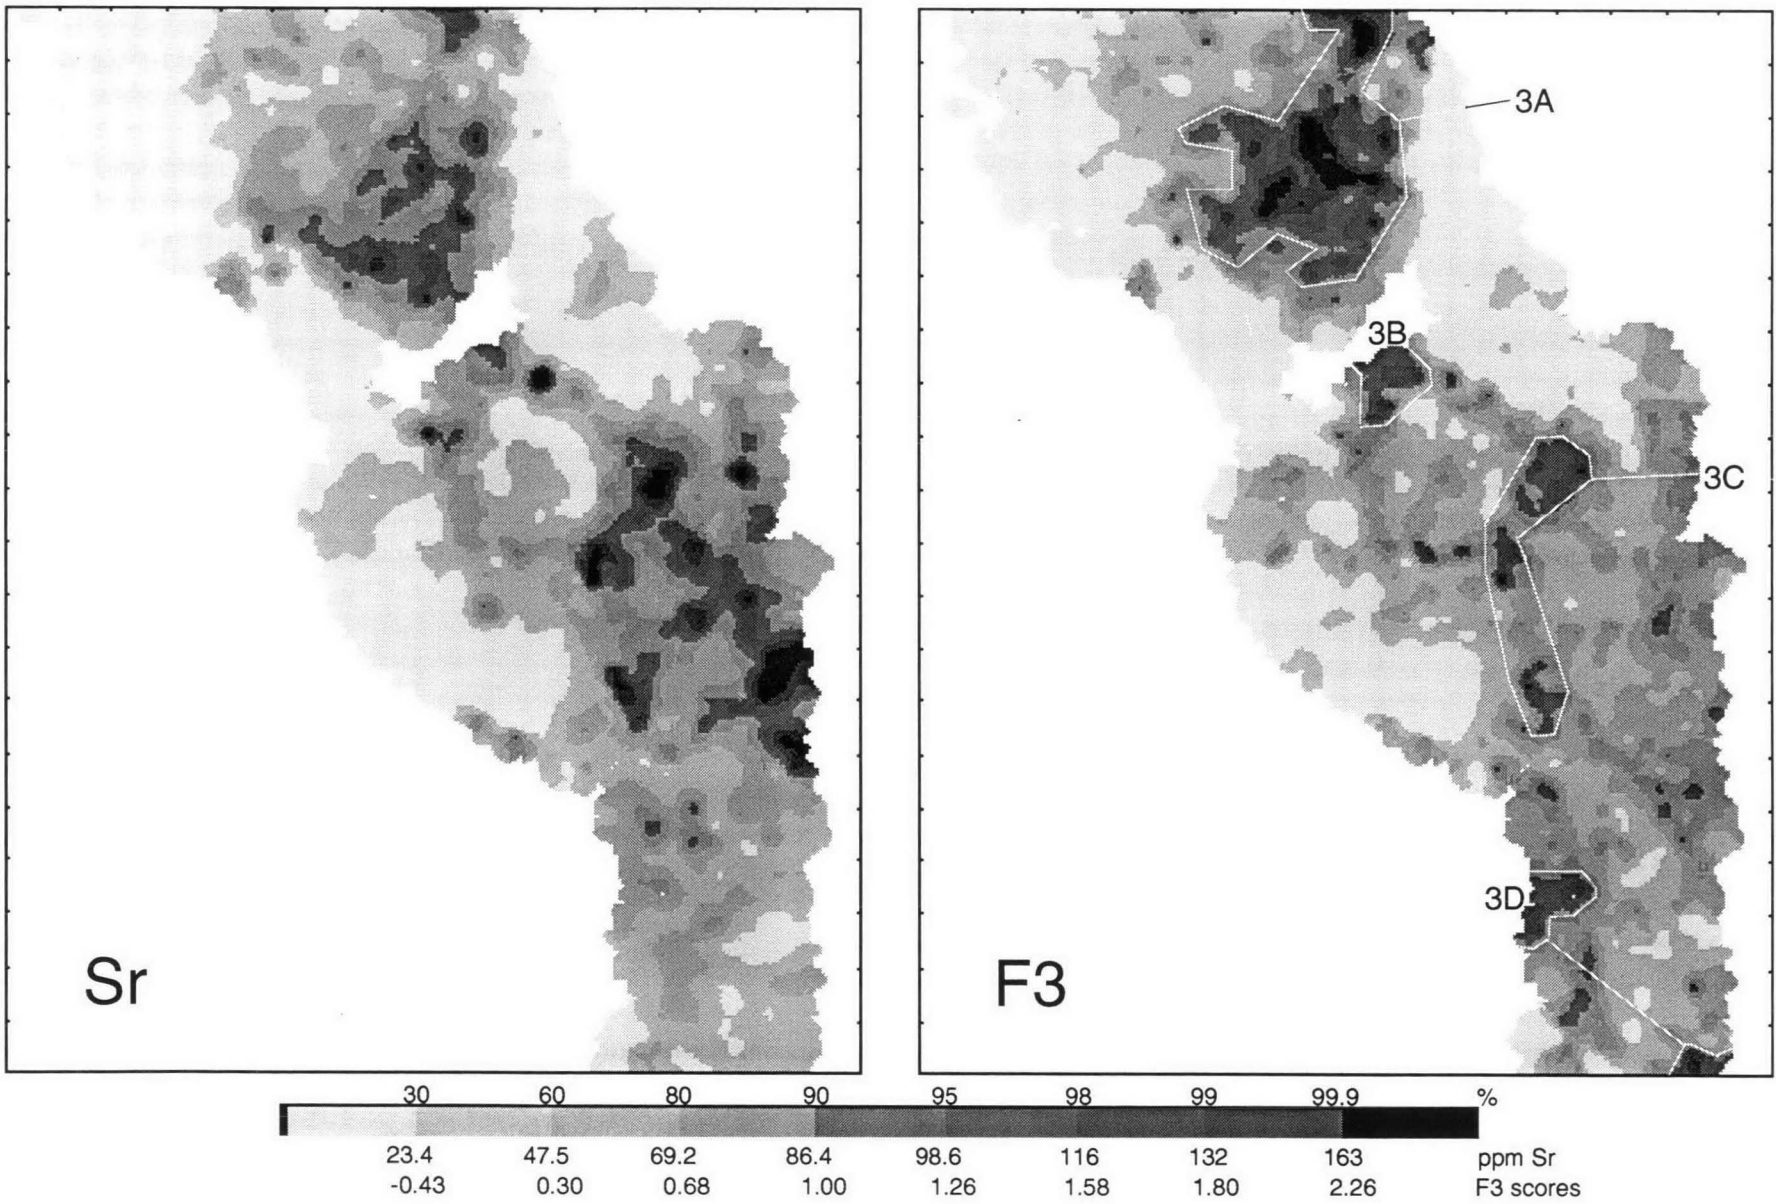 3A
3B
3C
3D
Sr
F3
30 60 80 90 95 98 99 99.9 %
23.4 47.5 69.2 86.4 98.6 116 132 163 ppm Sr
-0.43 0.30 0.68 1.00 1.26 1.58 1.80 2.26 F3 scores